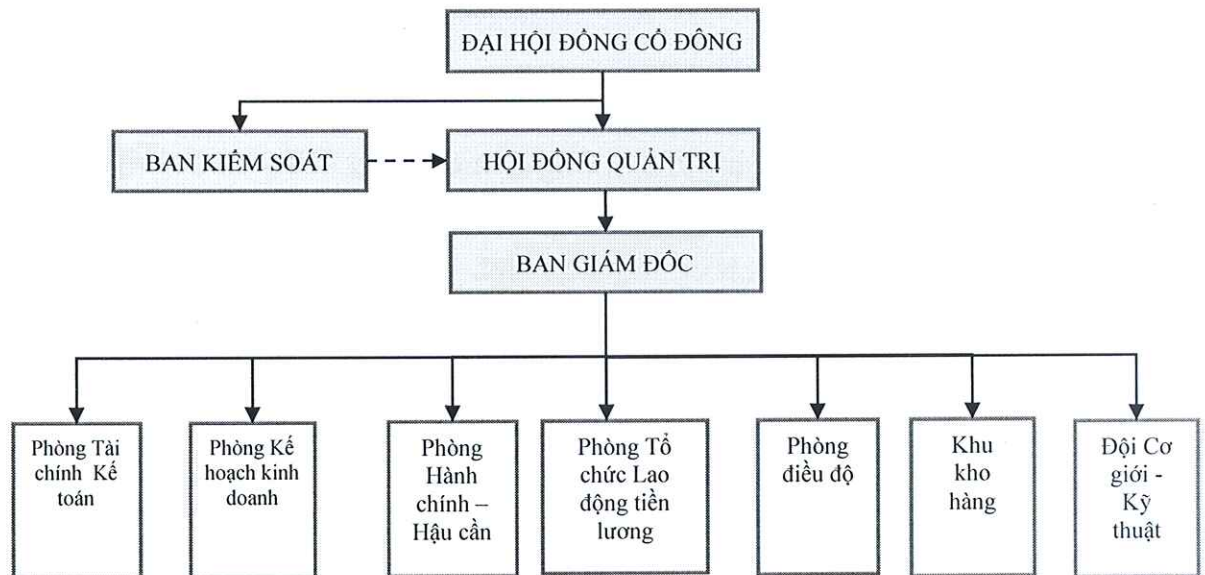 ĐẠI HỘI ĐỒNG CỔ ĐÔNG
BAN KIỂM SOÁT
HỘI ĐỒNG QUẢN TRỊ
BAN GIÁM ĐỐC
Phòng Tài
chính Kế
toán
Phòng Kế
hoạch kinh
doanh
Phòng
Hành
chính –
Hậu cần
Phòng Tổ
chức Lao
động tiền
lương
Phòng
điều độ
Khu
kho
hàng
Đội Cơ
giới -
Kỹ
thuật